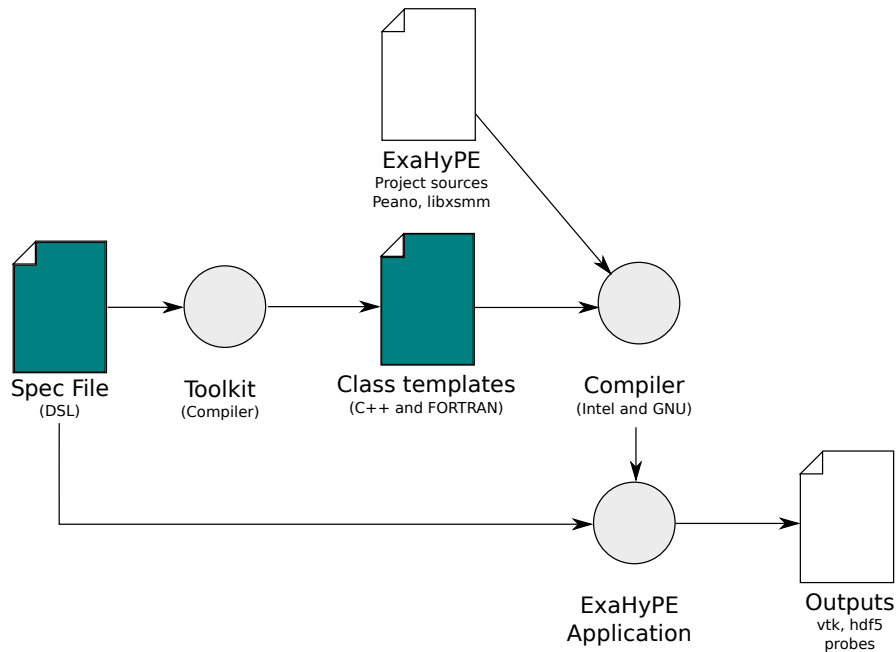 ExaHyPE
Project sources
Peano, libxsmm
Spec File
(DSL)
Toolkit
(Compiler)
Class templates
(C++ and FORTRAN)
Compiler
(Intel and GNU)
ExaHyPE
Application
Outputs
vtk, hdf5
probes